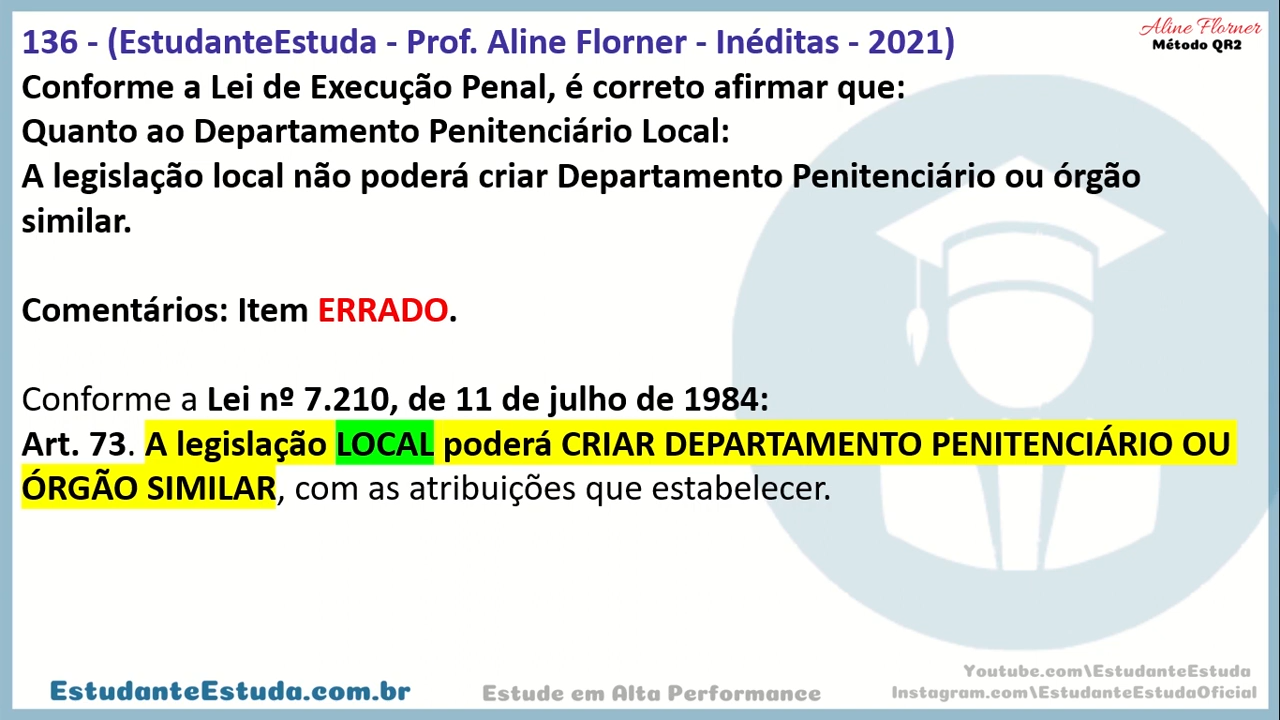 136 - (EstudanteEstuda - Prof. Aline Florner - Inéditas - 2021)
Aline Florner
Método QR2
Conforme a Lei de Execução Penal, é correto afirmar que:
Quanto ao Departamento Penitenciário Local:
A legislação local não poderá criar Departamento Penitenciário ou órgão
similar.
Comentários: Item ERRADO.
Conforme a Lei nº 7.210, de 11 de julho de 1984:
Art. 73. A legislação LOCAL poderá CRIAR DEPARTAMENTO PENITENCIÁRIO OU
ÓRGÃO SIMILAR, com as atribuições que estabelecer.
EstudanteEstuda.com.br
Estude em Alta Performance
Youtube.com\EstudanteEstuda
Instagram.com\EstudanteEstudaOficial